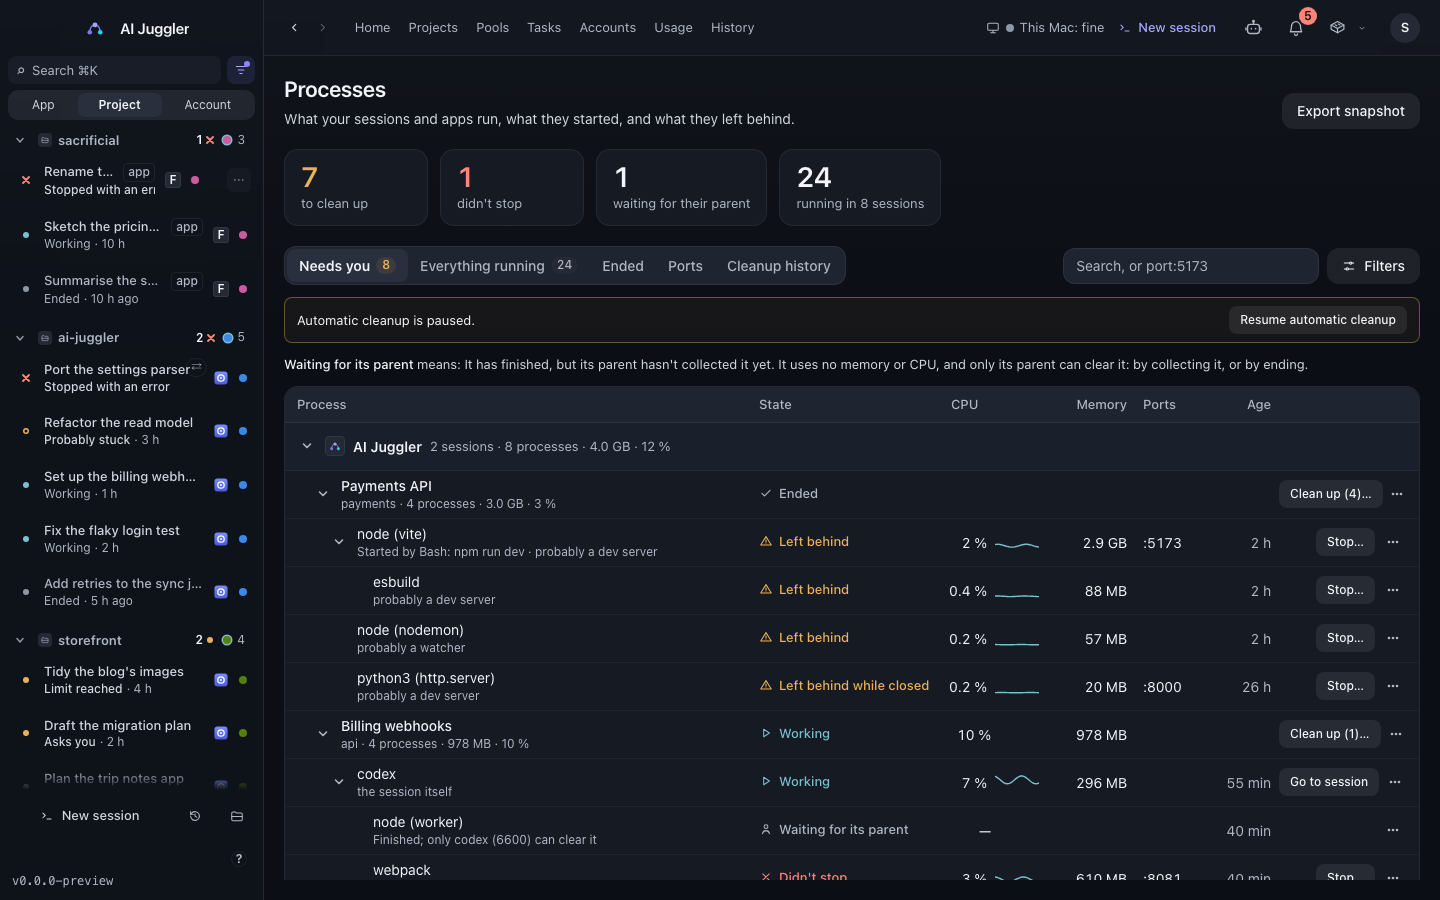 AI Juggler
Search ⌘K
App Project Account
sacrificial 1 3
Rename t... app F
Stopped with an err
Sketch the pricin... app F
Working · 10 h
Summarise the s... app F
Ended · 10 h ago
ai-juggler 2 5
Port the settings parser
Stopped with an error
Refactor the read model
Probably stuck · 3 h
Set up the billing webh...
Working · 1 h
Fix the flaky login test
Working · 2 h
Add retries to the sync j...
Ended · 5 h ago
storefront 2 4
Tidy the blog's images
Limit reached · 4 h
Draft the migration plan
Asks you · 2 h
Plan the trip notes app
New session
?
v0.0.0-preview
Home Projects Pools Tasks Accounts Usage History
This Mac: fine
New session
5
S
Processes
What your sessions and apps run, what they started, and what they left behind.
Export snapshot
7
to clean up
1
didn't stop
1
waiting for their parent
24
running in 8 sessions
Needs you 8 Everything running 24 Ended Ports Cleanup history
Search, or port:5173
Filters
Automatic cleanup is paused.
Resume automatic cleanup
Waiting for its parent means: It has finished, but its parent hasn't collected it yet. It uses no memory or CPU, and only its parent can clear it: by collecting it, or by ending.
Process State CPU Memory Ports Age
AI Juggler 2 sessions · 8 processes · 4.0 GB · 12 %
Payments API
payments · 4 processes · 3.0 GB · 3 %
Ended
Clean up (4)...
node (vite)
Started by Bash: npm run dev · probably a dev server
Left behind 2 % 2.9 GB :5173 2 h Stop...
esbuild
probably a dev server
Left behind 0.4 % 88 MB 2 h Stop...
node (nodemon)
probably a watcher
Left behind 0.2 % 57 MB 2 h Stop...
python3 (http.server)
probably a dev server
Left behind while closed 0.2 % 20 MB :8000 26 h Stop...
Billing webhooks
api · 4 processes · 978 MB · 10 %
Working 10 % 978 MB Clean up (1)...
codex
the session itself
Working 7 % 296 MB 55 min Go to session
node (worker)
Finished; only codex (6600) can clear it
Waiting for its parent — 40 min
webpack
Didn't stop 3 % 610 MB :8081 40 min Stop...